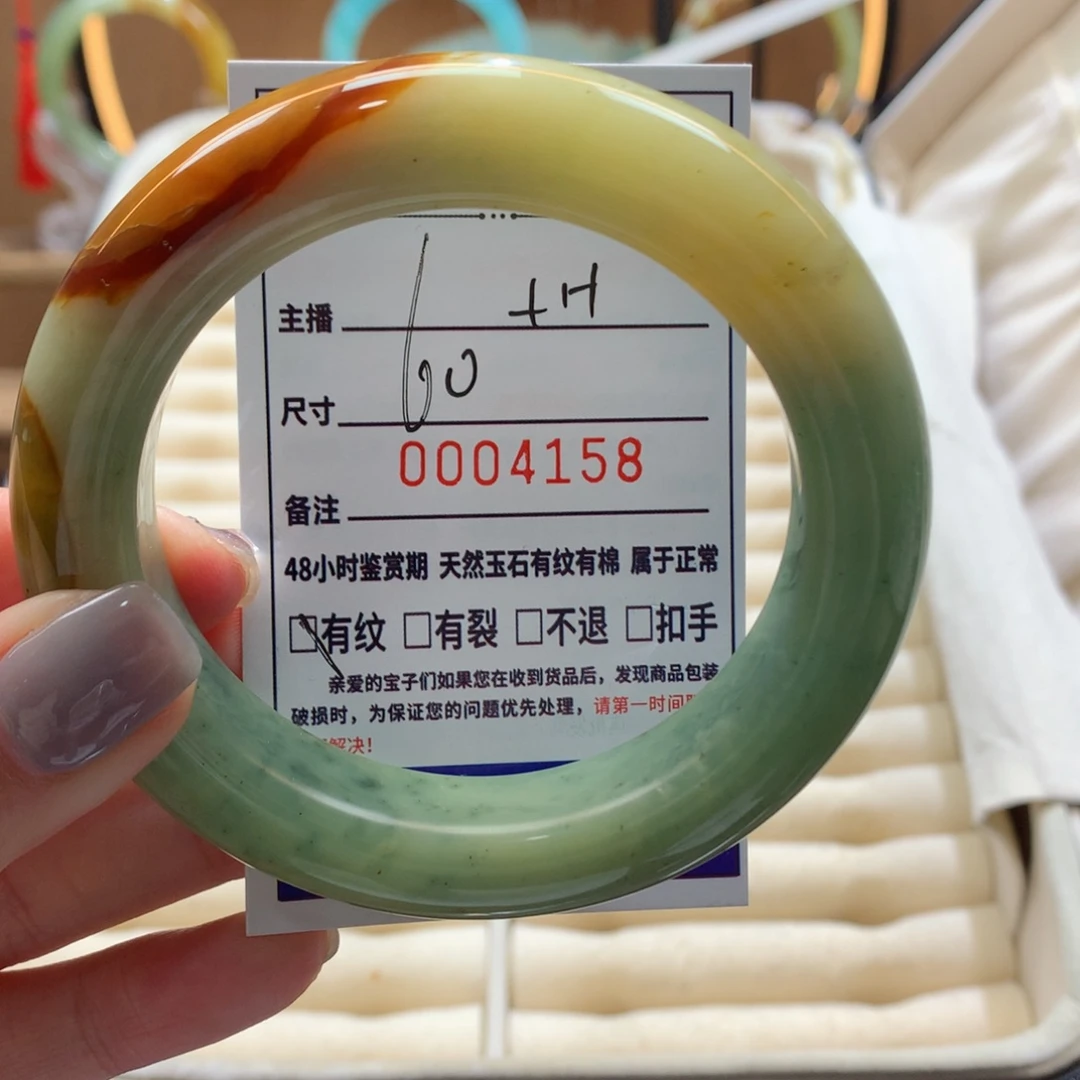 主播 +H
尺寸 60
0004158
备注
48小时鉴赏期 天然玉石有纹有棉 属于正常
☐有纹 ☐有裂 ☐不退 ☐扣手
亲爱的宝子们如果您在收到货品后，发现商品包装
破损时，为保证您的问题优先处理，请第一时间
解决！